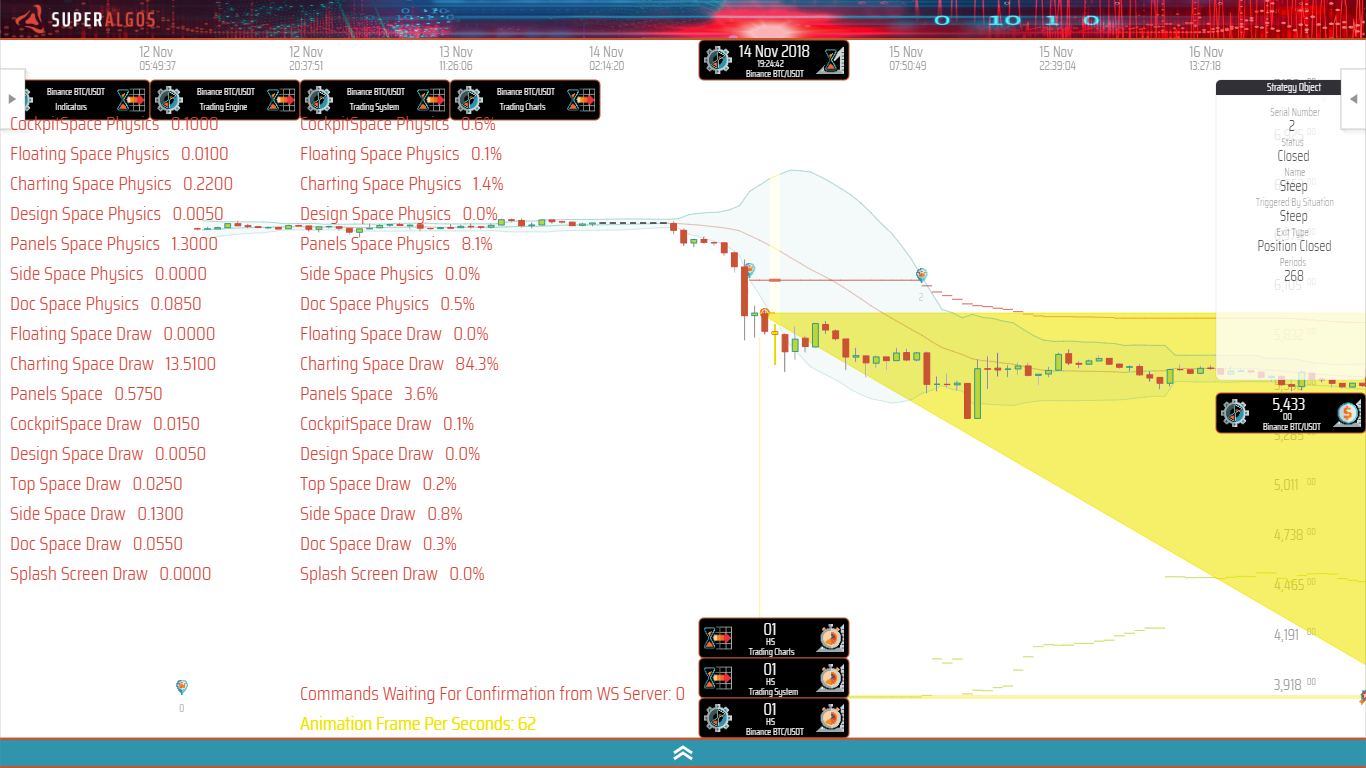 SUPERALGOS
0 10 1 0
12 Nov
05:49:37
12 Nov
20:37:51
13 Nov
11:26:06
14 Nov
02:14:20
14 Nov 2018
19:24:42
Binance BTC/USDT
15 Nov
07:50:49
15 Nov
22:39:04
16 Nov
13:27:18
Binance BTC/USDT
Indicators
Binance BTC/USDT
Trading Engine
Binance BTC/USDT
Trading System
Binance BTC/USDT
Trading Charts
Strategy Object
Serial Number
2
Status
Closed
Name
Steep
Triggered By Situation
Steep
Exit Type
Position Closed
Periods
268
CockpitSpace Physics 0.1000
CockpitSpace Physics 0.6%
Floating Space Physics 0.0100
Floating Space Physics 0.1%
Charting Space Physics 0.2200
Charting Space Physics 1.4%
Design Space Physics 0.0050
Design Space Physics 0.0%
Panels Space Physics 1.3000
Panels Space Physics 8.1%
Side Space Physics 0.0000
Side Space Physics 0.0%
Doc Space Physics 0.0850
Doc Space Physics 0.5%
Floating Space Draw 0.0000
Floating Space Draw 0.0%
Charting Space Draw 13.5100
Charting Space Draw 84.3%
Panels Space 0.5750
Panels Space 3.6%
CockpitSpace Draw 0.0150
CockpitSpace Draw 0.1%
Design Space Draw 0.0050
Design Space Draw 0.0%
Top Space Draw 0.0250
Top Space Draw 0.2%
Side Space Draw 0.1300
Side Space Draw 0.8%
Doc Space Draw 0.0550
Doc Space Draw 0.3%
Splash Screen Draw 0.0000
Splash Screen Draw 0.0%
2
5,433
00
Binance BTC/USDT
5,285 00
5,011 00
4,738 00
4,465 00
4,191 00
3,918 00
01
HS
Trading Charts
01
HS
Trading System
01
HS
Binance BTC/USDT
0
Commands Waiting For Confirmation from WS Server: 0
Animation Frame Per Seconds: 62